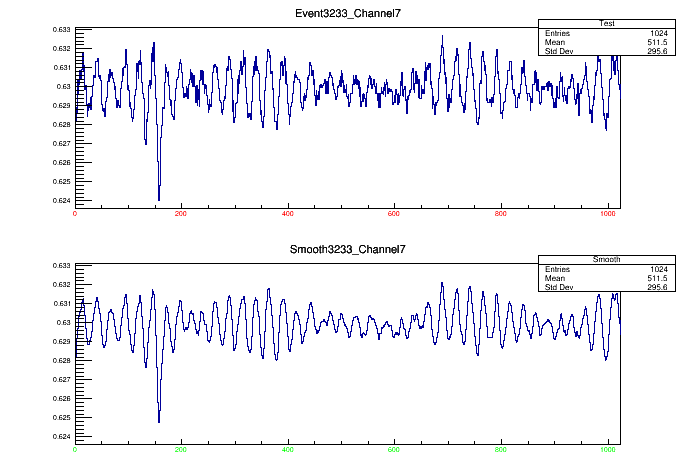 Event3233_Channel7
Test
Entries 1024
Mean 511.5
Std Dev 295.6
0.633
0.632
0.631
0.63
0.629
0.628
0.627
0.626
0.625
0.624
0 200 400 600 800 1000
Smooth3233_Channel7
Smooth
Entries 1024
Mean 511.5
Std Dev 295.6
0.633
0.632
0.631
0.63
0.629
0.628
0.627
0.626
0.625
0.624
0 200 400 600 800 1000